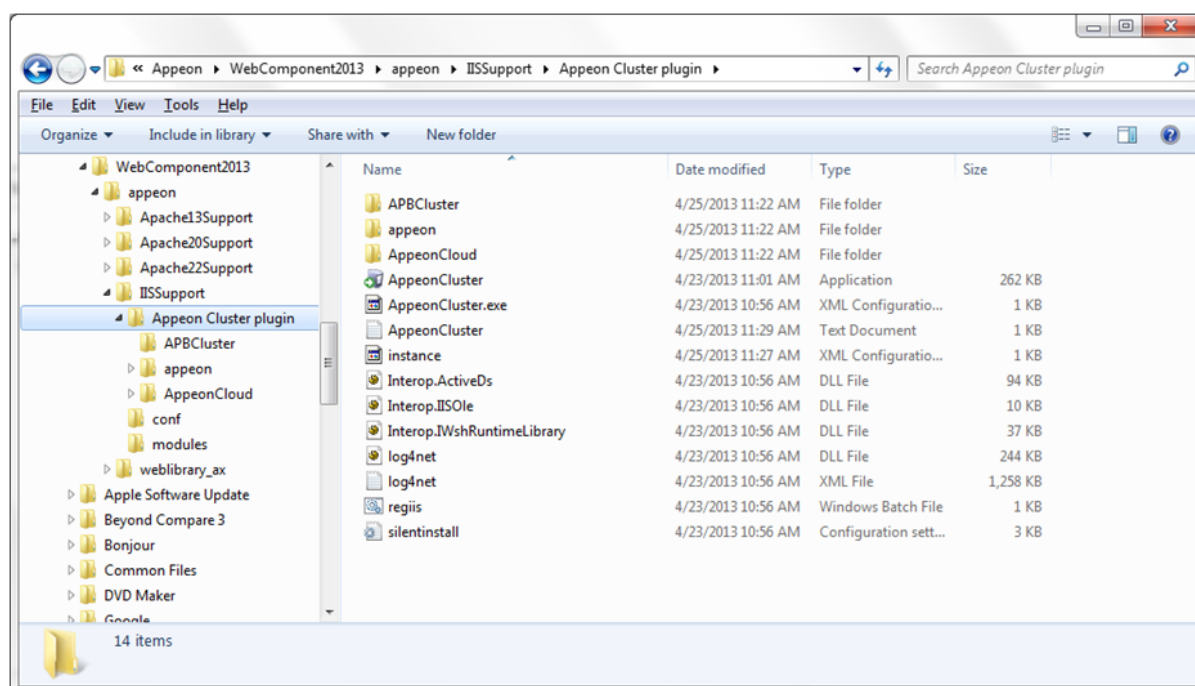 « Appeon ▸ WebComponent2013 ▸ appeon ▸ IISSupport ▸ Appeon Cluster plugin ▸ Search Appeon Cluster plugin
File Edit View Tools Help
Organize Include in library Share with New folder
WebComponent2013
appeon
Apache13Support
Apache20Support
Apache22Support
IISSupport
Appeon Cluster plugin
APBCluster
appeon
AppeonCloud
conf
modules
weblibrary_ax
Apple Software Update
Beyond Compare 3
Bonjour
Common Files
DVD Maker
Google
Name Date modified Type Size
APBCluster 4/25/2013 11:22 AM File folder
appeon 4/25/2013 11:22 AM File folder
AppeonCloud 4/25/2013 11:22 AM File folder
AppeonCluster 4/23/2013 11:01 AM Application 262 KB
AppeonCluster.exe 4/23/2013 10:56 AM XML Configuratio... 1 KB
AppeonCluster 4/25/2013 11:29 AM Text Document 1 KB
instance 4/25/2013 11:27 AM XML Configuratio... 1 KB
Interop.ActiveDs 4/23/2013 10:56 AM DLL File 94 KB
Interop.IISOle 4/23/2013 10:56 AM DLL File 10 KB
Interop.IWshRuntimeLibrary 4/23/2013 10:56 AM DLL File 37 KB
log4net 4/23/2013 10:56 AM DLL File 244 KB
log4net 4/23/2013 10:56 AM XML File 1,258 KB
regiis 4/23/2013 10:56 AM Windows Batch File 1 KB
silentinstall 4/23/2013 10:56 AM Configuration sett... 3 KB
14 items